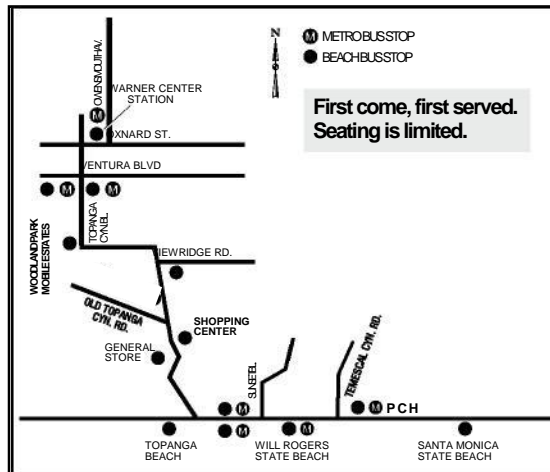 N
M METRO BUS STOP
BEACH BUS STOP
First come, first served.
Seating is limited.
OWENSMOUTH AV.
WARNER CENTER
STATION
M
OXNARD ST.
VENTURA BLVD
M
M
TOPANGA
CYN BL
WOODLAND PARK
MOBILE ESTATES
IEWRIDGE RD.
OLD TOPANGA
CYN. RD.
SHOPPING
CENTER
GENERAL
STORE
SUNSET BL
TEMESCAL CYN. RD.
M
M PCH
M
M
TOPANGA
BEACH
WILL ROGERS
STATE BEACH
SANTA MONICA
STATE BEACH